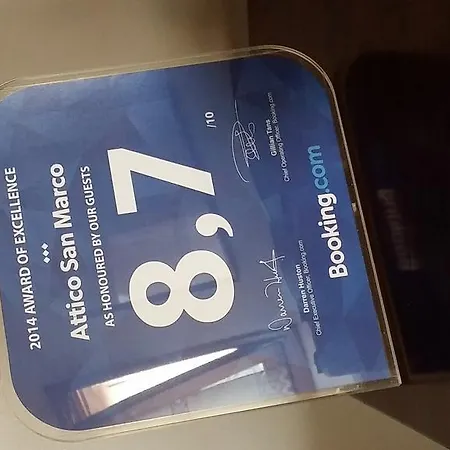 2014 AWARD OF EXCELLENCE
Attico San Marco
AS HONOURED BY OUR GUESTS
8,7
/10
Darren Huston
Chief Executive Officer, Booking.com
Gillian Tans
Chief Operating Officer, Booking.com
Booking.com